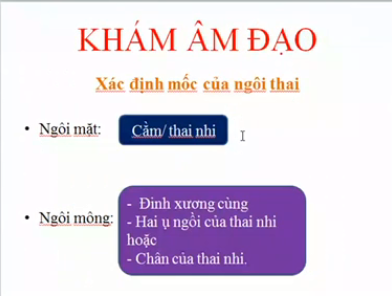 KHÁM ÂM ĐẠO
Xác định mốc của ngôi thai
• Ngôi mặt: Cằm/ thai nhi
• Ngôi mông:
- Đỉnh xương cùng
- Hai ụ ngồi của thai nhi
hoặc
- Chân của thai nhi.